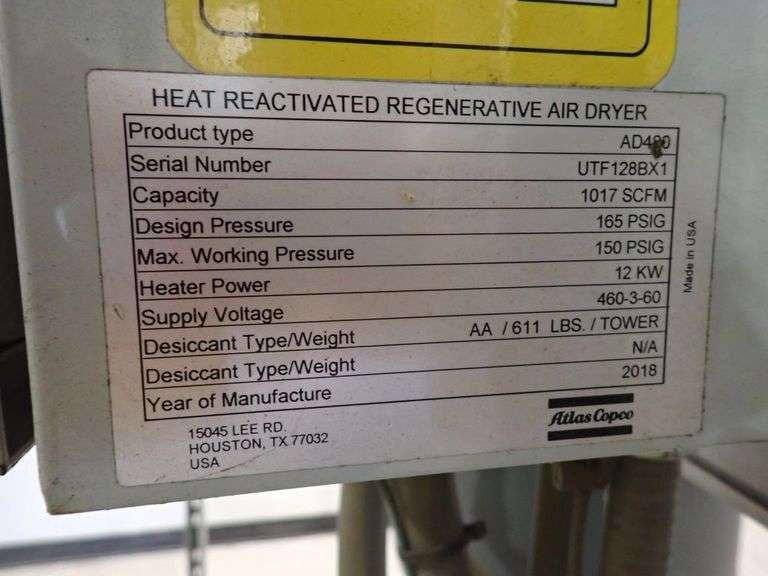 HEAT REACTIVATED REGENERATIVE AIR DRYER
Product type AD480
Serial Number UTF128BX1
Capacity 1017 SCFM
Design Pressure 165 PSIG
Max. Working Pressure 150 PSIG
Heater Power 12 KW
Supply Voltage 460-3-60
Desiccant Type/Weight AA / 611 LBS. / TOWER
Desiccant Type/Weight N/A
Year of Manufacture 2018
Made in USA
15045 LEE RD.
HOUSTON, TX 77032
USA
Atlas Copco